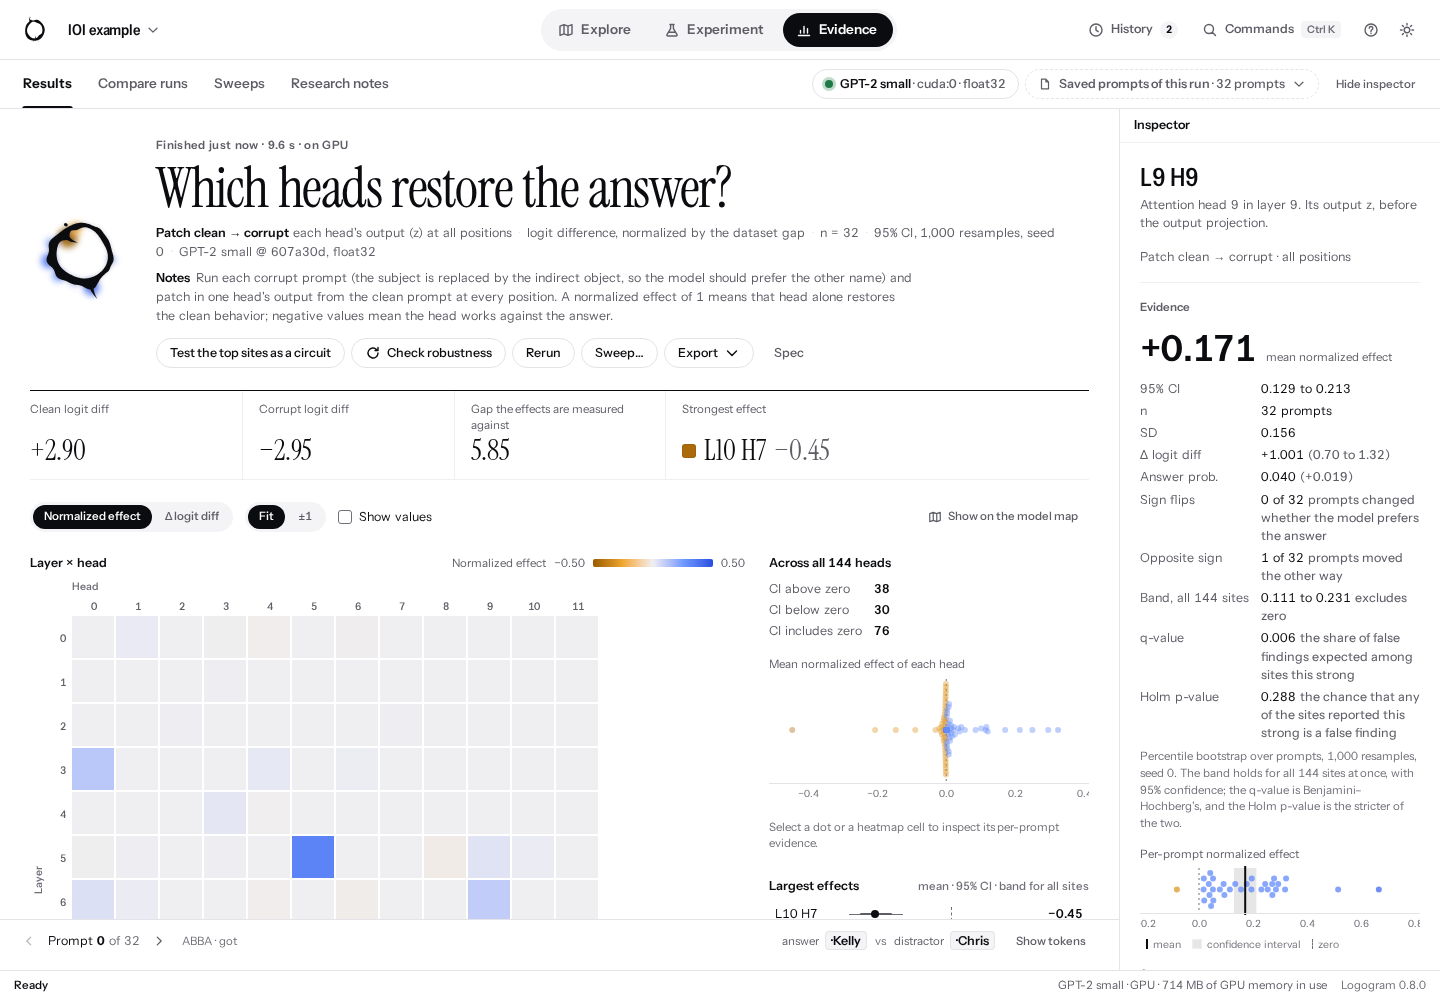 IOI example
Explore
Experiment
Evidence
History 2
Commands Ctrl K
Results
Compare runs
Sweeps
Research notes
GPT-2 small · cuda:0 · float32
Saved prompts of this run · 32 prompts
Hide inspector
Finished just now · 9.6 s · on GPU
Which heads restore the answer?
Patch clean → corrupt each head's output (z) at all positions · logit difference, normalized by the dataset gap · n = 32 · 95% CI, 1,000 resamples, seed
0 · GPT-2 small @ 607a30d, float32
Notes Run each corrupt prompt (the subject is replaced by the indirect object, so the model should prefer the other name) and
patch in one head's output from the clean prompt at every position. A normalized effect of 1 means that head alone restores
the clean behavior; negative values mean the head works against the answer.
Test the top sites as a circuit
Check robustness
Rerun
Sweep...
Export
Spec
Clean logit diff
+2.90
Corrupt logit diff
−2.95
Gap the effects are measured
against
5.85
Strongest effect
L10 H7 −0.45
Normalized effect
Δ logit diff
Fit
±1
Show values
Show on the model map
Layer × head
Normalized effect −0.50 0.50
Head
0 1 2 3 4 5 6 7 8 9 10 11
0
1
2
3
4
5
6
Layer
Across all 144 heads
CI above zero 38
CI below zero 30
CI includes zero 76
Mean normalized effect of each head
−0.4 −0.2 0.0 0.2
Select a dot or a heatmap cell to inspect its per-prompt
evidence.
Largest effects
mean · 95% CI · band for all sites
L10 H7 −0.45
Prompt 0 of 32
ABBA · got
answer ·Kelly vs distractor ·Chris
Show tokens
Inspector
L9 H9
Attention head 9 in layer 9. Its output z, before
the output projection.
Patch clean → corrupt · all positions
Evidence
+0.171 mean normalized effect
95% CI 0.129 to 0.213
n 32 prompts
SD 0.156
Δ logit diff +1.001 (0.70 to 1.32)
Answer prob. 0.040 (+0.019)
Sign flips 0 of 32 prompts changed
whether the model prefers
the answer
Opposite sign 1 of 32 prompts moved
the other way
Band, all 144 sites 0.111 to 0.231 excludes
zero
q-value 0.006 the share of false
findings expected among
sites this strong
Holm p-value 0.288 the chance that any
of the sites reported this
strong is a false finding
Percentile bootstrap over prompts, 1,000 resamples,
seed 0. The band holds for all 144 sites at once, with
95% confidence; the q-value is Benjamini–
Hochberg's, and the Holm p-value is the stricter of
the two.
Per-prompt normalized effect
0.2 0.0 0.2 0.4 0.6
mean confidence interval zero
Ready
GPT-2 small · GPU · 714 MB of GPU memory in use
Logogram 0.8.0